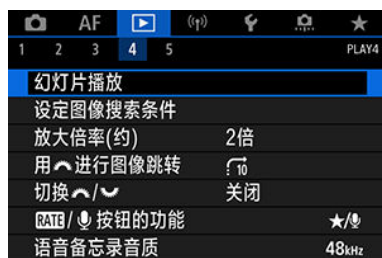 AF
1 2 3 4 5 PLAY4
幻灯片播放
设定图像搜索条件
放大倍率(约) 2倍
用进行图像跳转 10
切换/ 关闭
RATE/按钮的功能 ★/
语音备忘录音质 48kHz